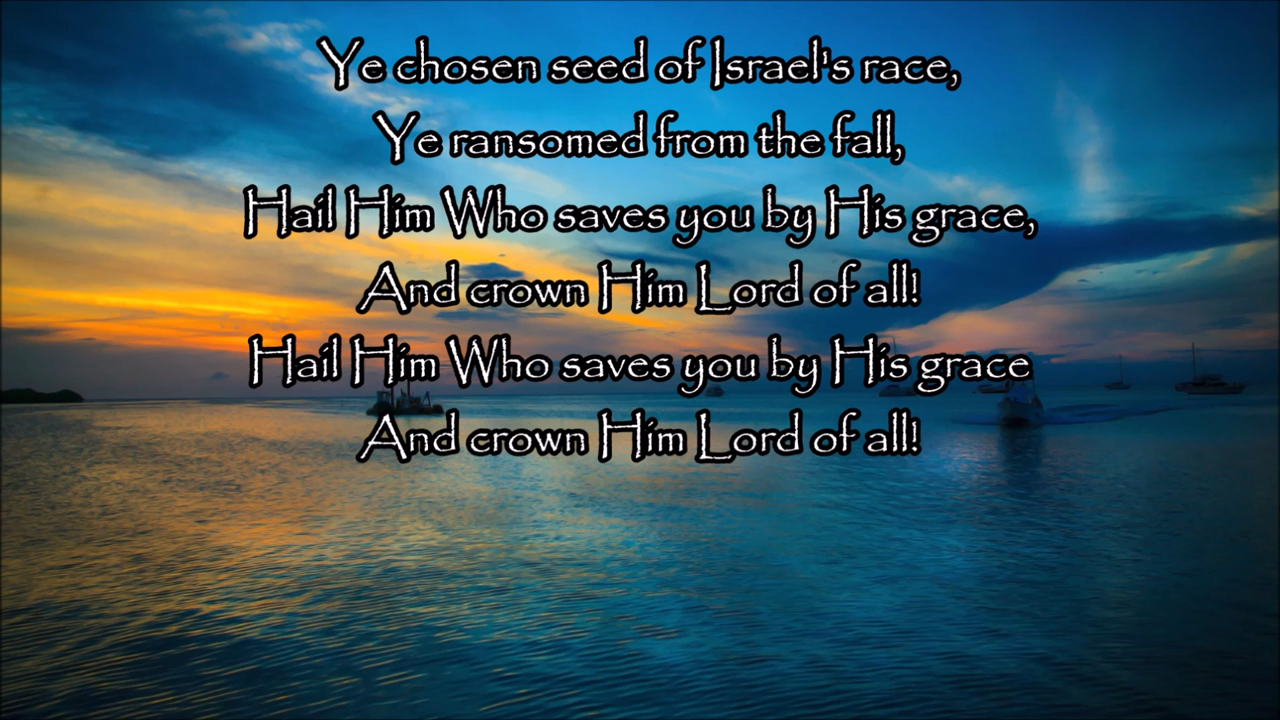 Ye chosen seed of Israel's race,
Ye ransomed from the fall,
Hail Him Who saves you by His grace,
And crown Him Lord of all!
Hail Him Who saves you by His grace
And crown Him Lord of all!